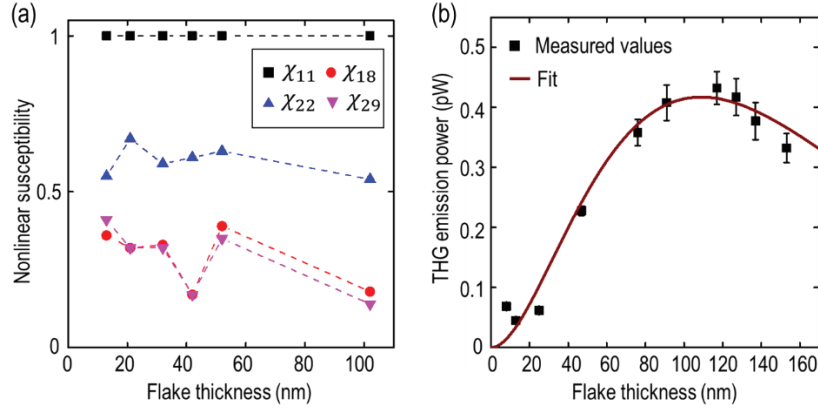 (a)
Nonlinear susceptibility
1
0.5
0
χ11 χ18
χ22 χ29
0 20 40 60 80 100
Flake thickness (nm)
(b)
THG emission power (pW)
0.5
0.4
0.3
0.2
0.1
0
Measured values
Fit
0 20 40 60 80 100 120 140 160
Flake thickness (nm)